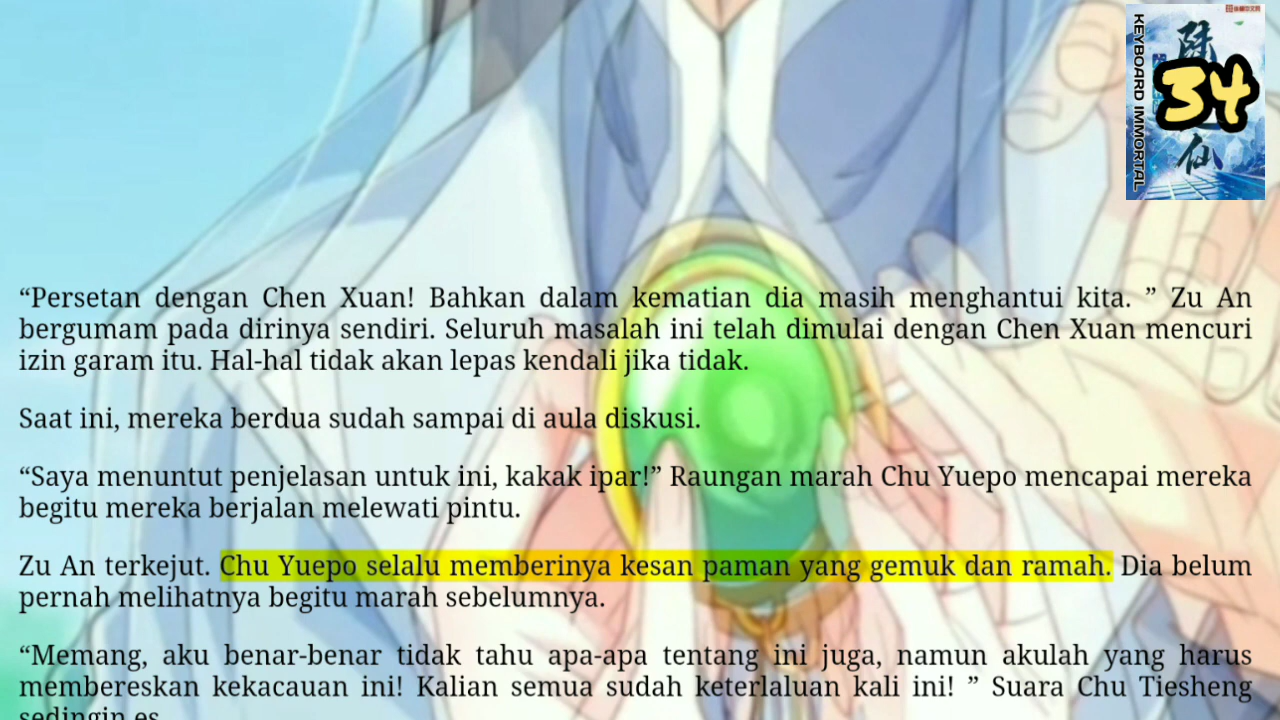 KEYBOARD IMMORTAL
34
仙
“Persetan dengan Chen Xuan! Bahkan dalam kematian dia masih menghantui kita. ” Zu An
bergumam pada dirinya sendiri. Seluruh masalah ini telah dimulai dengan Chen Xuan mencuri
izin garam itu. Hal-hal tidak akan lepas kendali jika tidak.
Saat ini, mereka berdua sudah sampai di aula diskusi.
“Saya menuntut penjelasan untuk ini, kakak ipar!” Raungan marah Chu Yuepo mencapai mereka
begitu mereka berjalan melewati pintu.
Zu An terkejut. Chu Yuepo selalu memberinya kesan paman yang gemuk dan ramah. Dia belum
pernah melihatnya begitu marah sebelumnya.
“Memang, aku benar-benar tidak tahu apa-apa tentang ini juga, namun akulah yang harus
membereskan kekacauan ini! Kalian semua sudah keterlaluan kali ini! ” Suara Chu Tiesheng
sedingin es